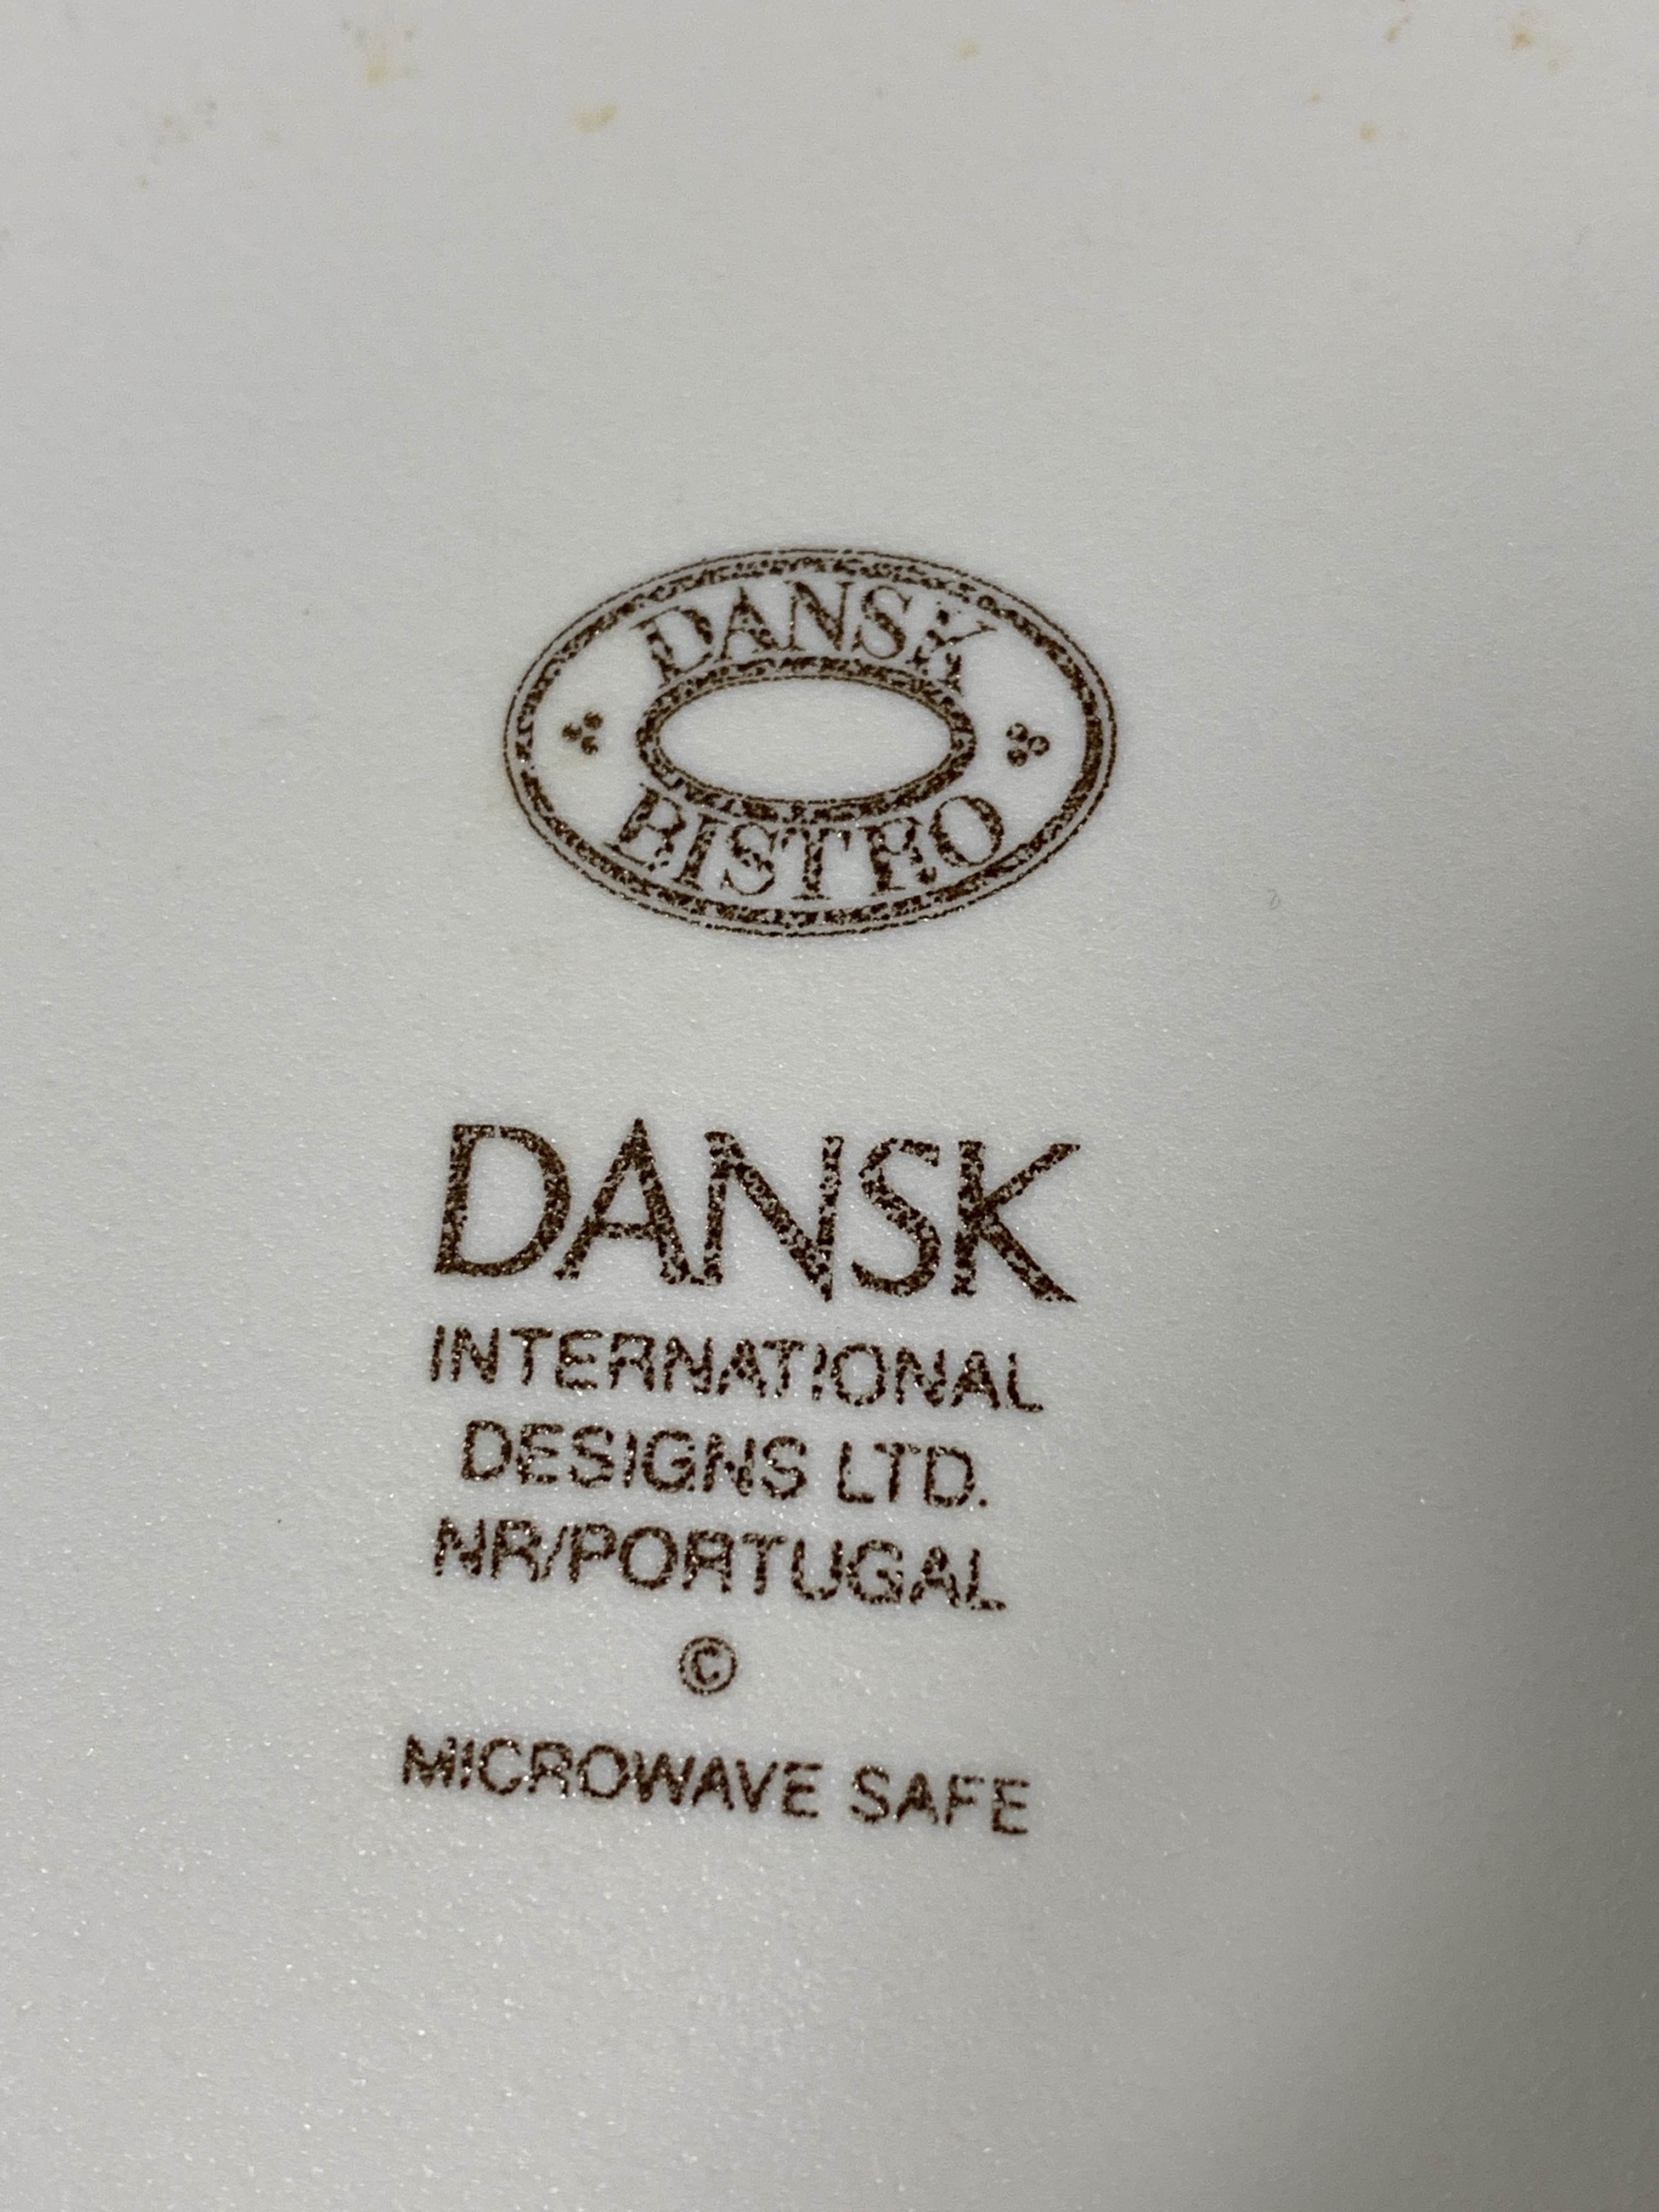 DANSK
BISTRO
DANSK
INTERNATIONAL
DESIGNS LTD.
NR/PORTUGAL
©
MICROWAVE SAFE